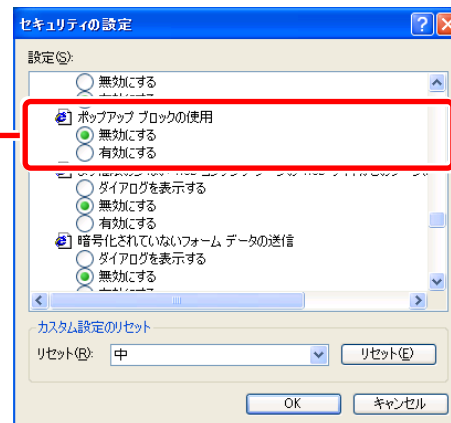 セキュリティの設定
設定(S):
無効にする
ポップアップ ブロックの使用
無効にする
有効にする
ダイアログを表示する
無効にする
有効にする
暗号化されていないフォーム データの送信
ダイアログを表示する
無効にする
カスタム設定のリセット
リセット(R): 中 リセット(E)
OK キャンセル